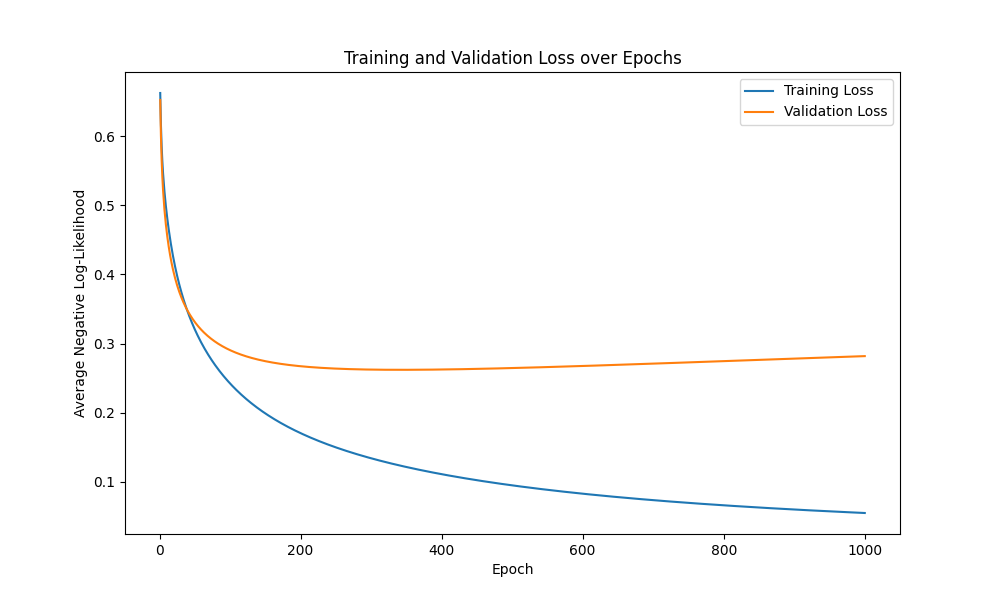 Training and Validation Loss over Epochs
Training Loss
Validation Loss
Average Negative Log-Likelihood
0.6
0.5
0.4
0.3
0.2
0.1
0
200
400
600
800
1000
Epoch